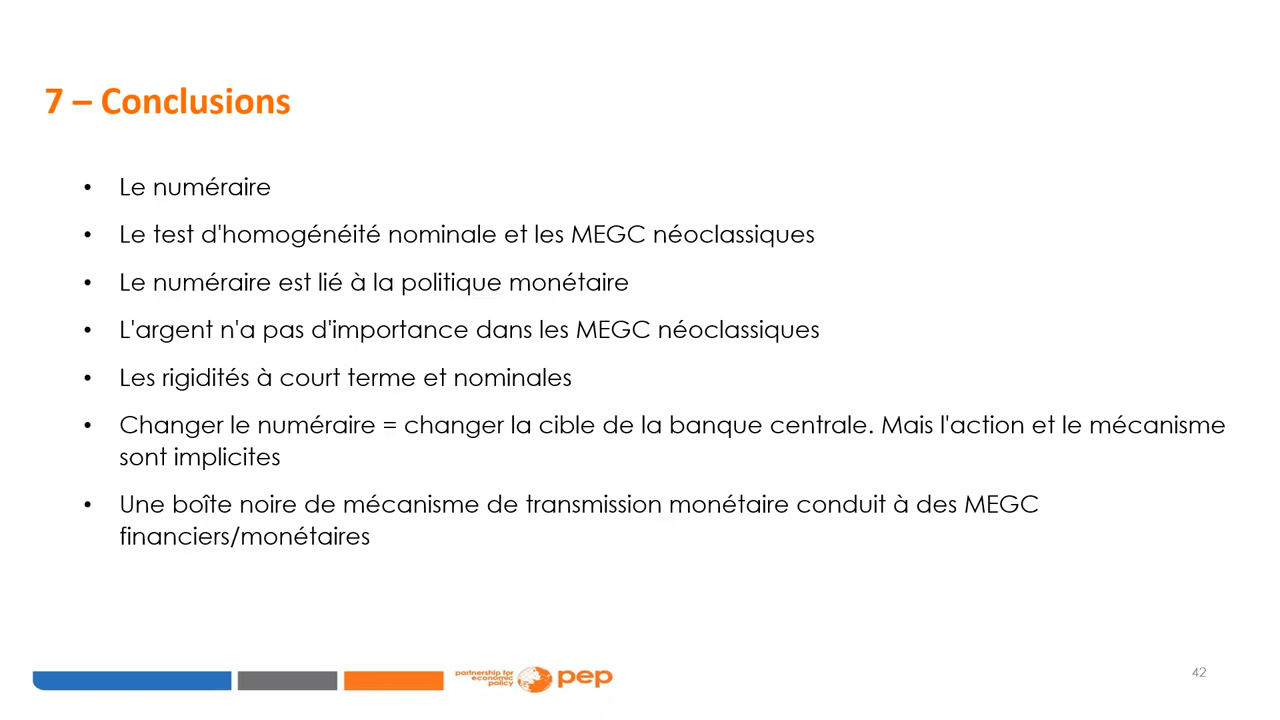 7 – Conclusions
• Le numéraire
• Le test d'homogénéité nominale et les MEGC néoclassiques
• Le numéraire est lié à la politique monétaire
• L'argent n'a pas d'importance dans les MEGC néoclassiques
• Les rigidités à court terme et nominales
• Changer le numéraire = changer la cible de la banque centrale. Mais l'action et le mécanisme
sont implicites
• Une boîte noire de mécanisme de transmission monétaire conduit à des MEGC
financiers/monétaires
partnership for
economic
policy
pep
42